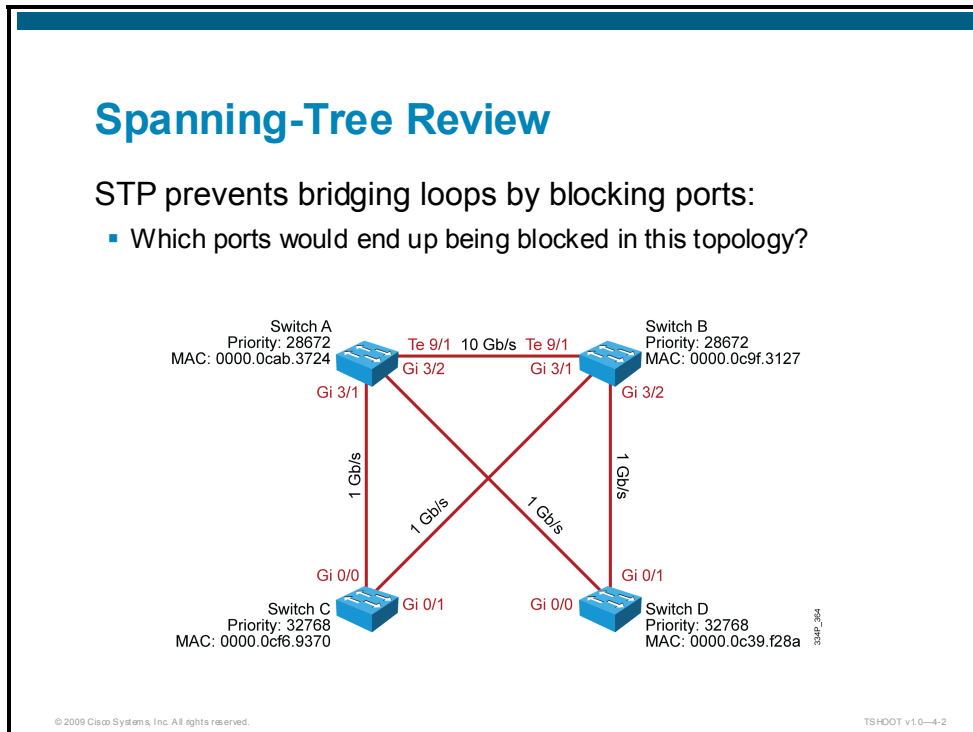 Spanning-Tree Review
STP prevents bridging loops by blocking ports:
▪ Which ports would end up being blocked in this topology?
Switch A
Priority: 28672
MAC: 0000.0cab.3724
Te 9/1 10 Gb/s Te 9/1
Gi 3/2
Gi 3/1
Switch B
Priority: 28672
MAC: 0000.0c9f.3127
Gi 3/1
Gi 3/2
1 Gb/s
1 Gb/s
1 Gb/s
1 Gb/s
Gi 0/0
Gi 0/1
Switch C
Priority: 32768
MAC: 0000.0cf6.9370
Gi 0/1
Gi 0/0
Switch D
Priority: 32768
MAC: 0000.0c39.f28a
334P_364
© 2009 Cisco Systems, Inc. All rights reserved.
TSHOOT v1.0—4-2